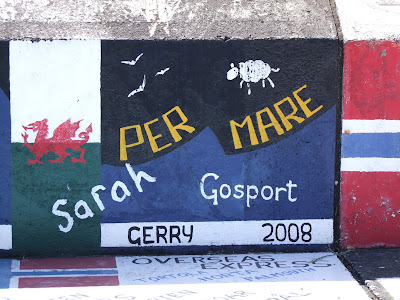 PER MARE
Sarah
Gosport
GERRY 2008
OVERSEAS EXPRESS